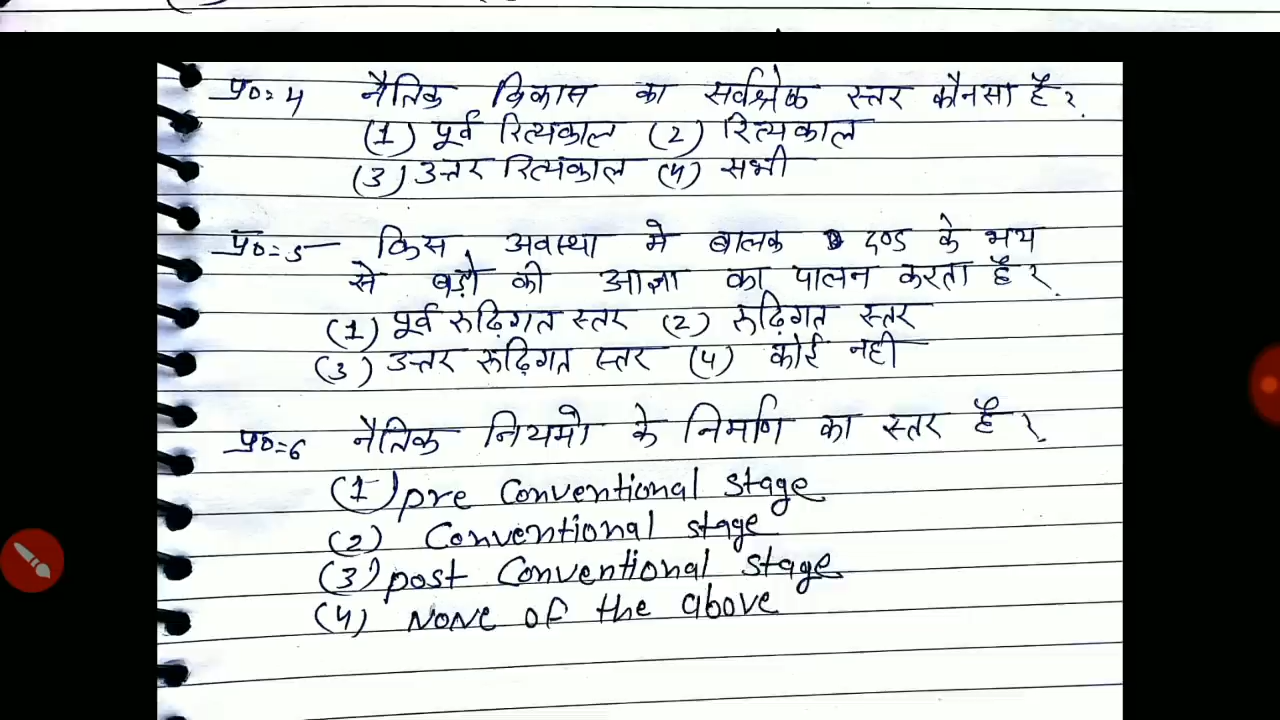 प्र०=4 नैतिक विकास का सर्वश्रेष्ठ स्तर कौनसा है?
(1) पूर्व रित्यकाल (2) रित्यकाल
(3) उत्तर रित्यकाल (4) सभी
प्र०=5 किस अवस्था मे बालक दण्ड के भय
से बड़ो की आज्ञा का पालन करता है?
(1) पूर्व रूढ़िगत स्तर (2) रूढ़िगत स्तर
(3) उत्तर रूढ़िगत स्तर (4) कोई नही
प्र०=6 नैतिक नियमो के निर्माण का स्तर है?
(1) pre Conventional stage
(2) Conventional stage
(3) post Conventional stage
(4) NONE of the above